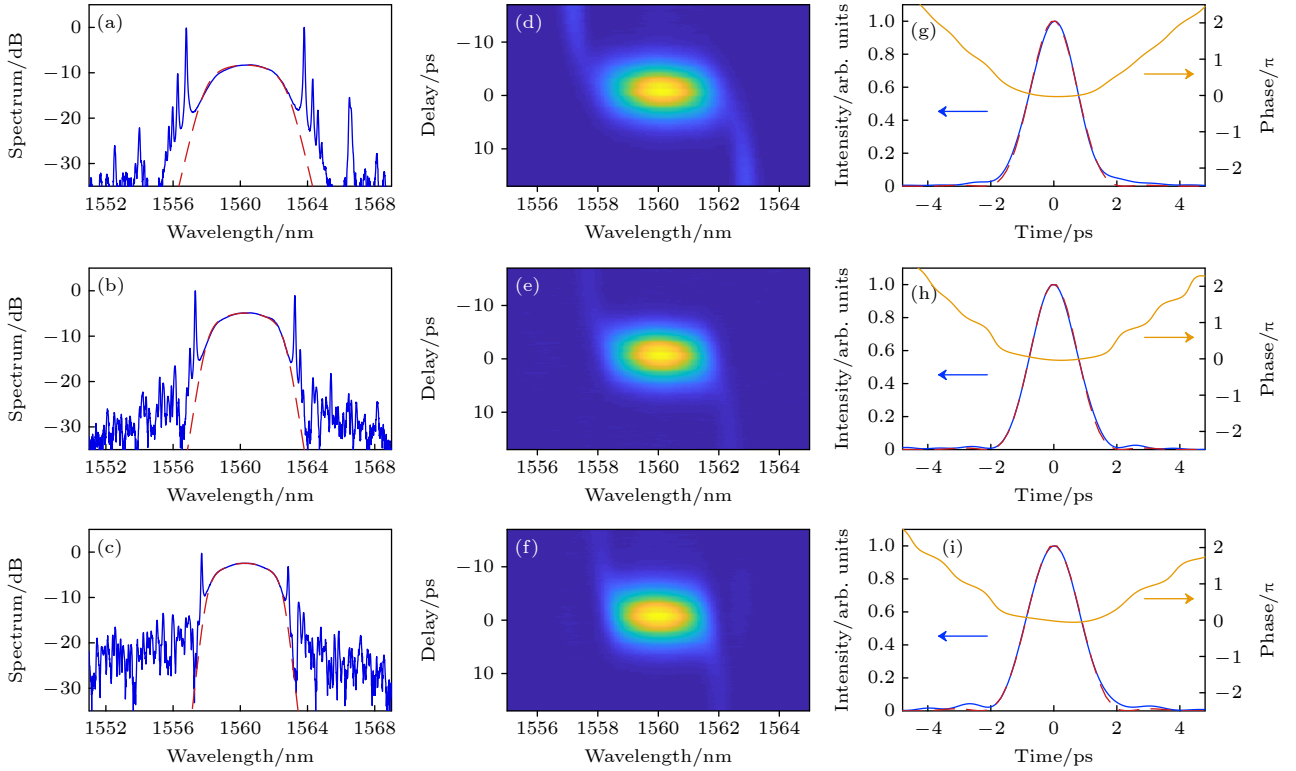 (a)
Spectrum/dB
0
−10
−20
−30
1552 1556 1560 1564 1568
Wavelength/nm
(d)
Delay/ps
−10
0
10
1556 1558 1560 1562 1564
Wavelength/nm
(g)
Intensity/arb. units
1.0
0.8
0.6
0.4
0.2
0
−4 −2 0 2 4
Time/ps
2
1
0
−1
−2
Phase/π
(b)
Spectrum/dB
0
−10
−20
−30
1552 1556 1560 1564 1568
Wavelength/nm
(e)
Delay/ps
−10
0
10
1556 1558 1560 1562 1564
Wavelength/nm
(h)
Intensity/arb. units
1.0
0.8
0.6
0.4
0.2
0
−4 −2 0 2 4
Time/ps
2
1
0
−1
−2
Phase/π
(c)
Spectrum/dB
0
−10
−20
−30
1552 1556 1560 1564 1568
Wavelength/nm
(f)
Delay/ps
−10
0
10
1556 1558 1560 1562 1564
Wavelength/nm
(i)
Intensity/arb. units
1.0
0.8
0.6
0.4
0.2
0
−4 −2 0 2 4
Time/ps
2
1
0
−1
−2
Phase/π